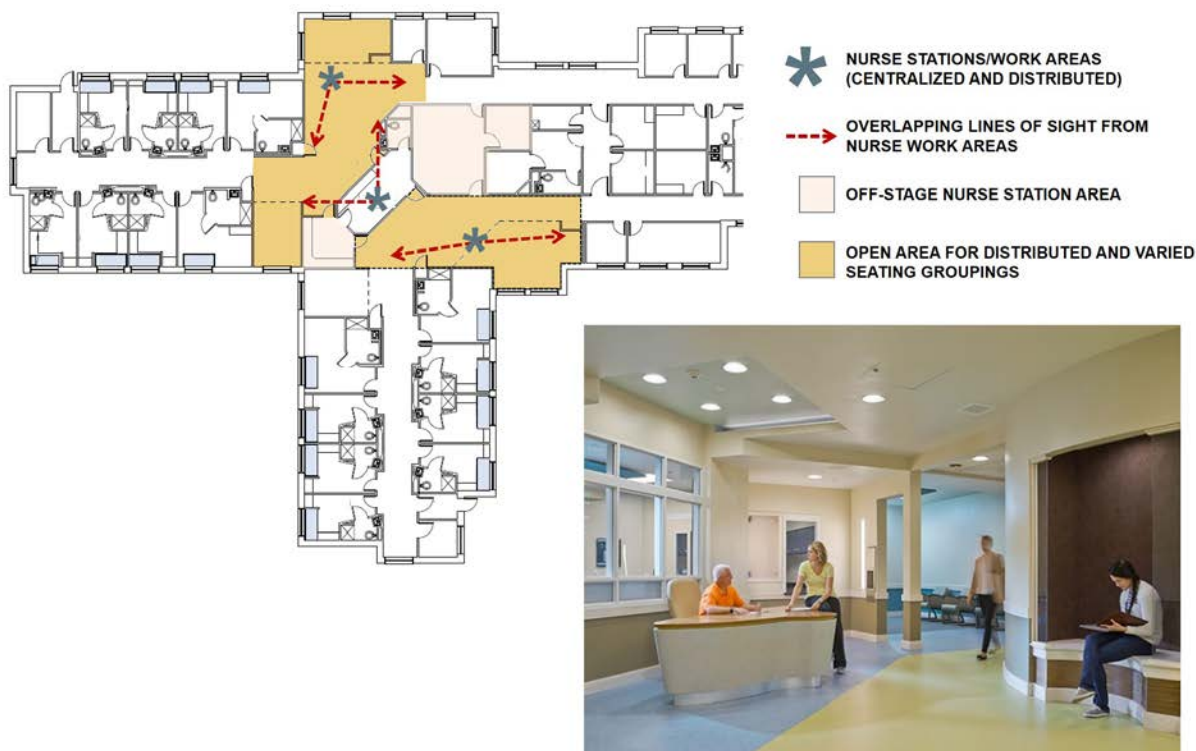 NURSE STATIONS/WORK AREAS
(CENTRALIZED AND DISTRIBUTED)
OVERLAPPING LINES OF SIGHT FROM
NURSE WORK AREAS
OFF-STAGE NURSE STATION AREA
OPEN AREA FOR DISTRIBUTED AND VARIED
SEATING GROUPINGS